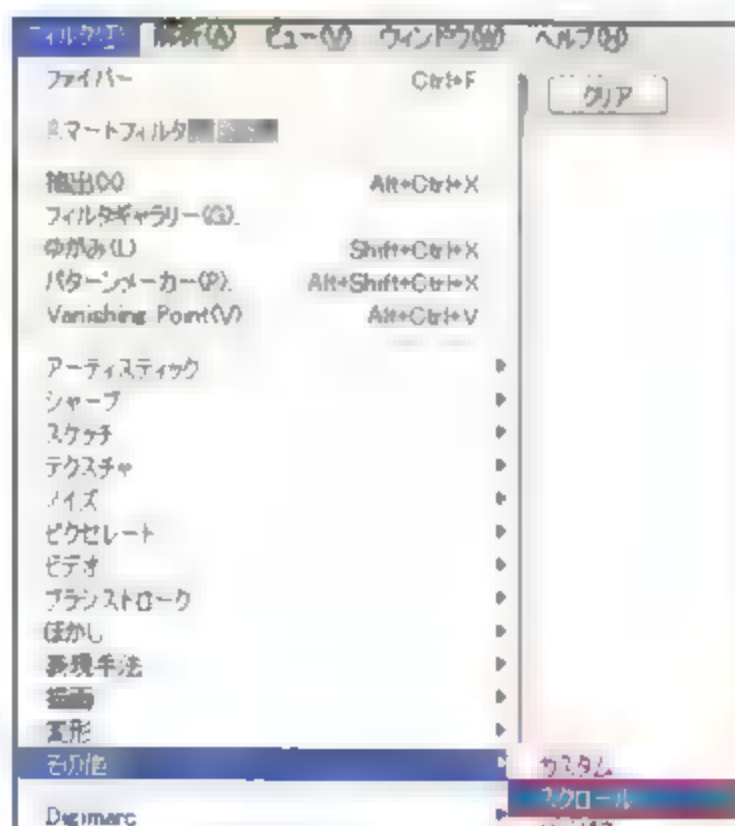 フィルタ(T) 解析(A) ビュー(V) ウィンドウ(W) ヘルプ(H)
ファイバー Ctrl+F
クリア
スマートフィルタ
抽出(X) Alt+Ctrl+X
フィルタギャラリー(G)...
ゆがみ(L) Shift+Ctrl+X
パターンメーカー(P)... Alt+Shift+Ctrl+X
Vanishing Point(V) Alt+Ctrl+V
アーティスティック
シャープ
スケッチ
テクスチャ
ノイズ
ピクセレート
ビデオ
ブラシストローク
ぼかし
表現手法
描画
変形
その他
カスタム
スクロール
Digimarc